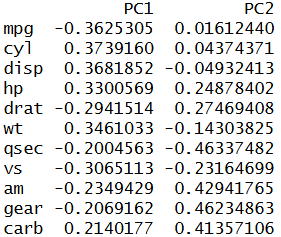 PC1 PC2
mpg -0.3625305 0.01612440
cyl 0.3739160 0.04374371
disp 0.3681852 -0.04932413
hp 0.3300569 0.24878402
drat -0.2941514 0.27469408
wt 0.3461033 -0.14303825
qsec -0.2004563 -0.46337482
vs -0.3065113 -0.23164699
am -0.2349429 0.42941765
gear -0.2069162 0.46234863
carb 0.2140177 0.41357106